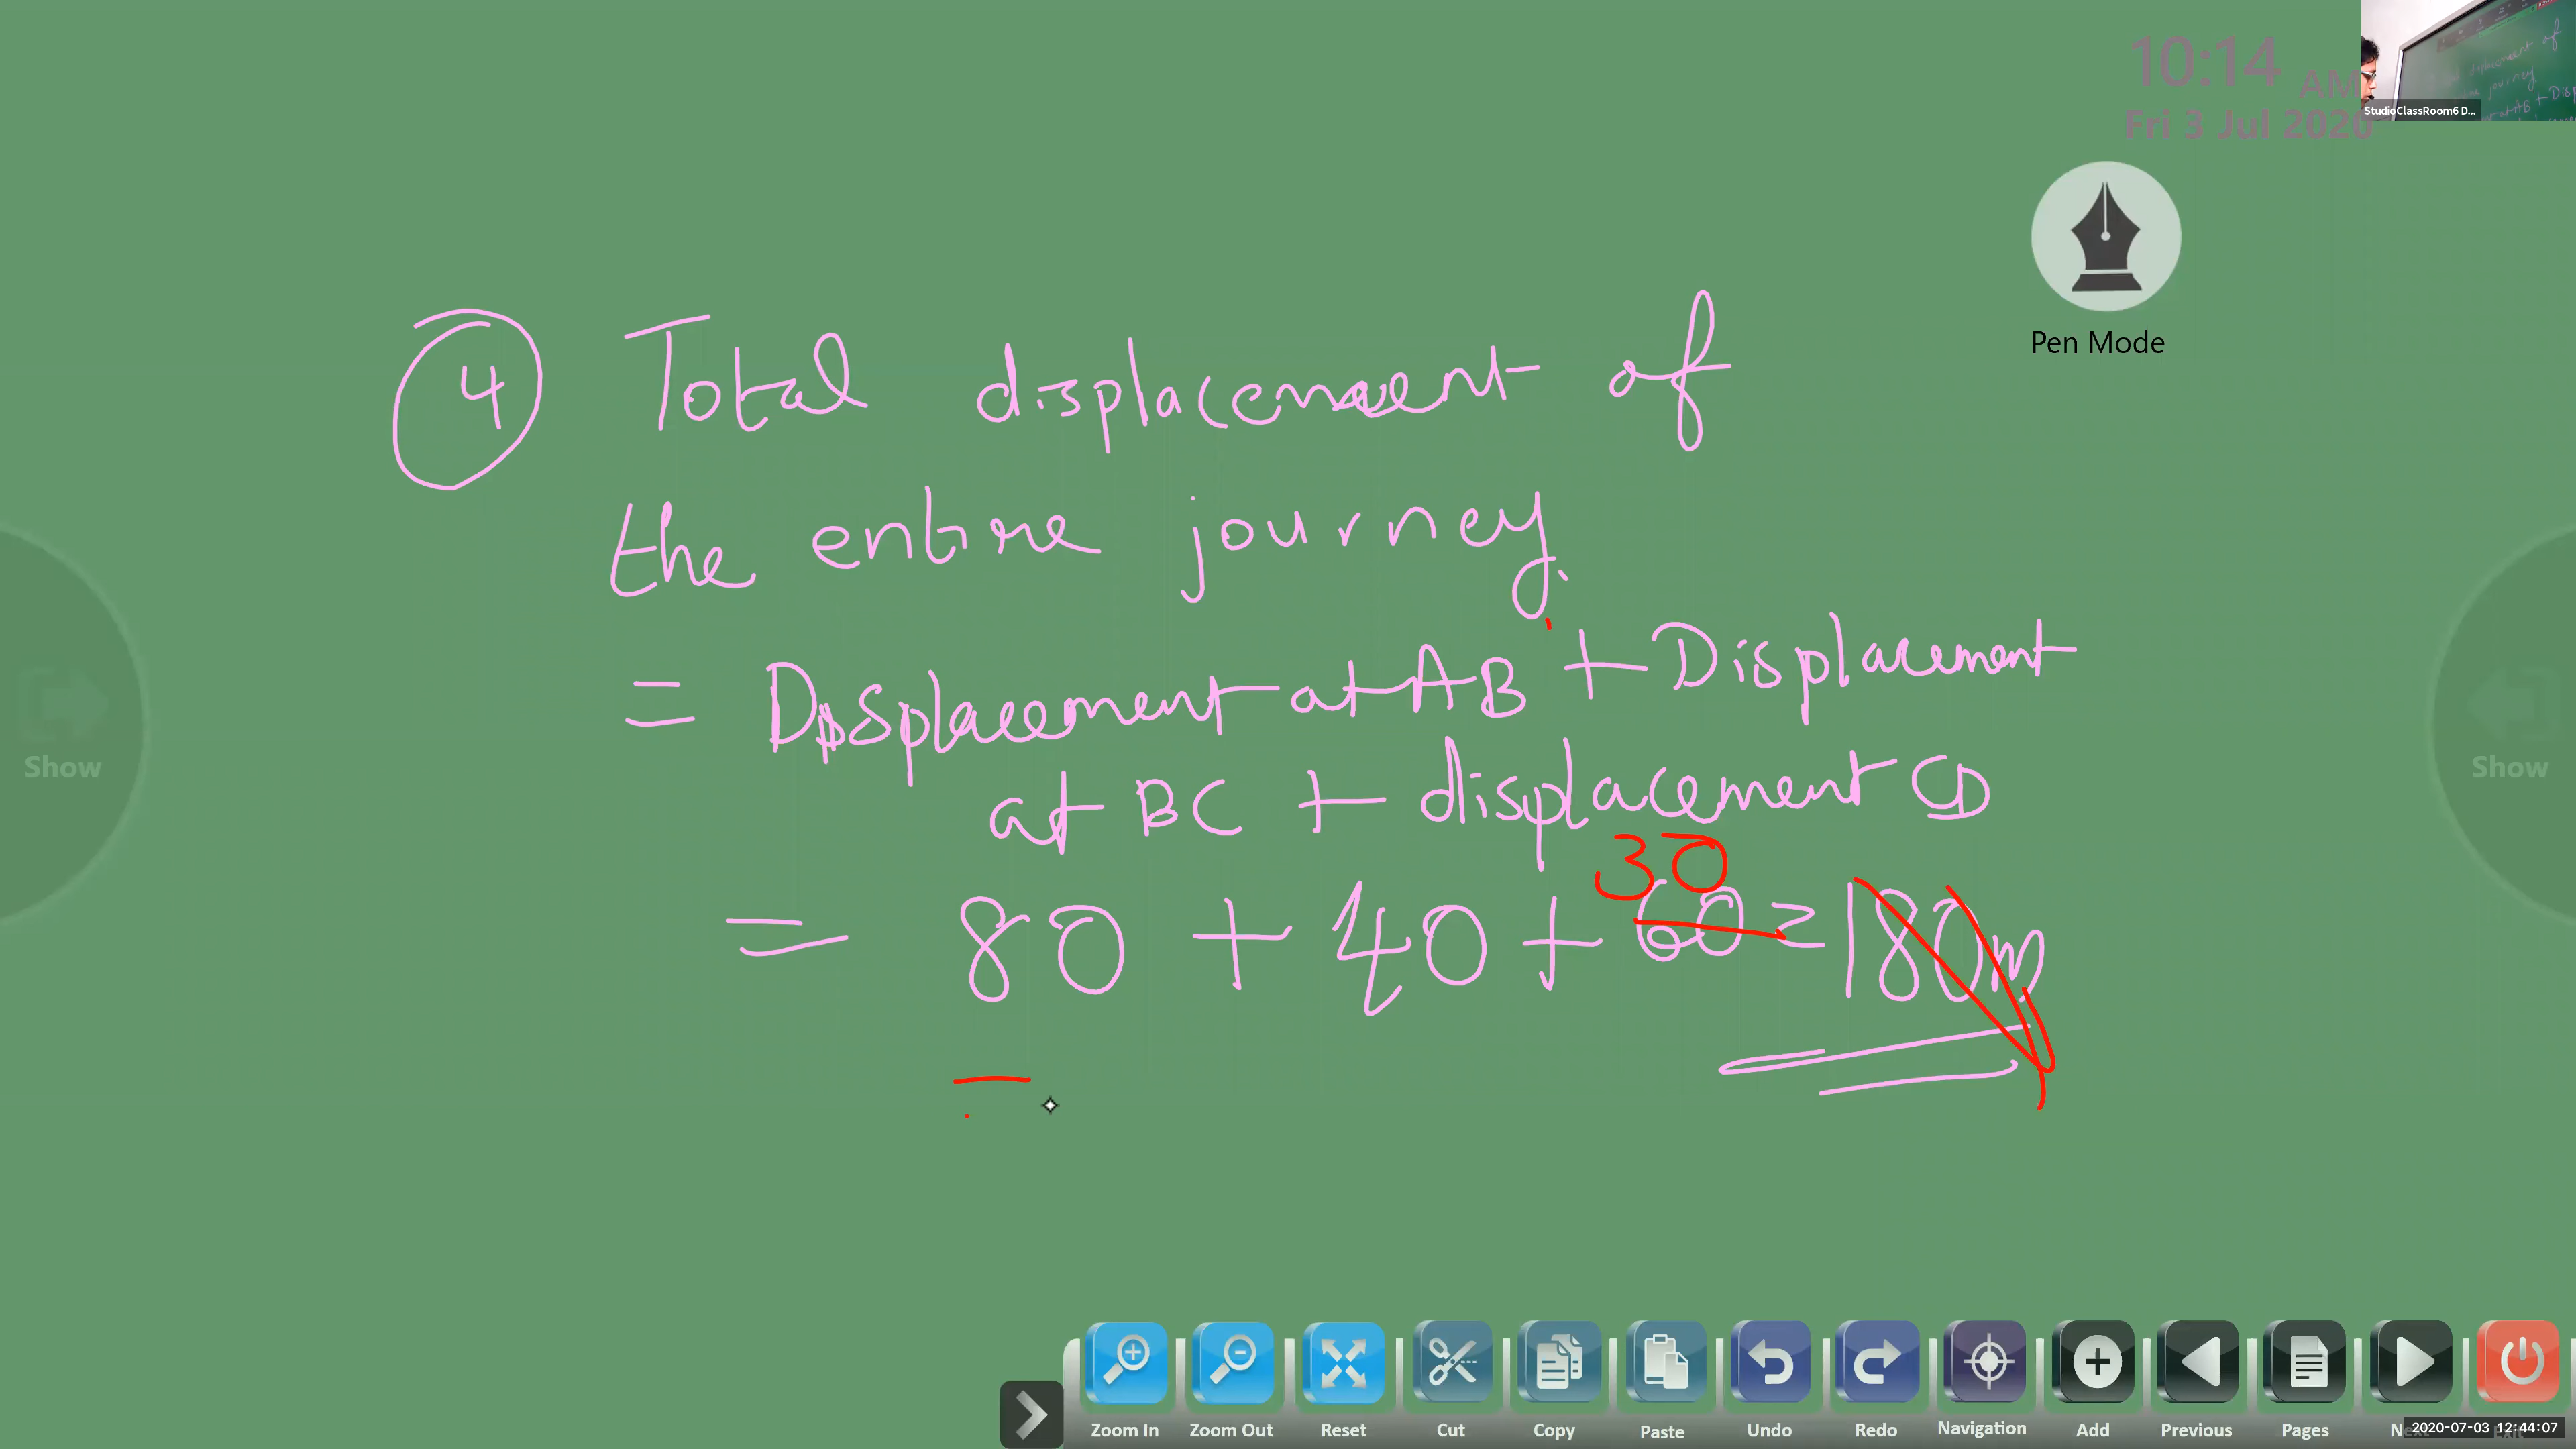 10:14 AM
Fri 3 Jul 2020
StudioClassRoom6 D...
Pen Mode
4 Total displacement of
the entire journey.
= Displacement at AB + Displacement
at BC + displacement CD
30
= 80 + 40 + 60 = 180m
Show
Show
Zoom In Zoom Out Reset Cut Copy Paste Undo Redo Navigation Add Previous Pages
2020-07-03 12:44:07